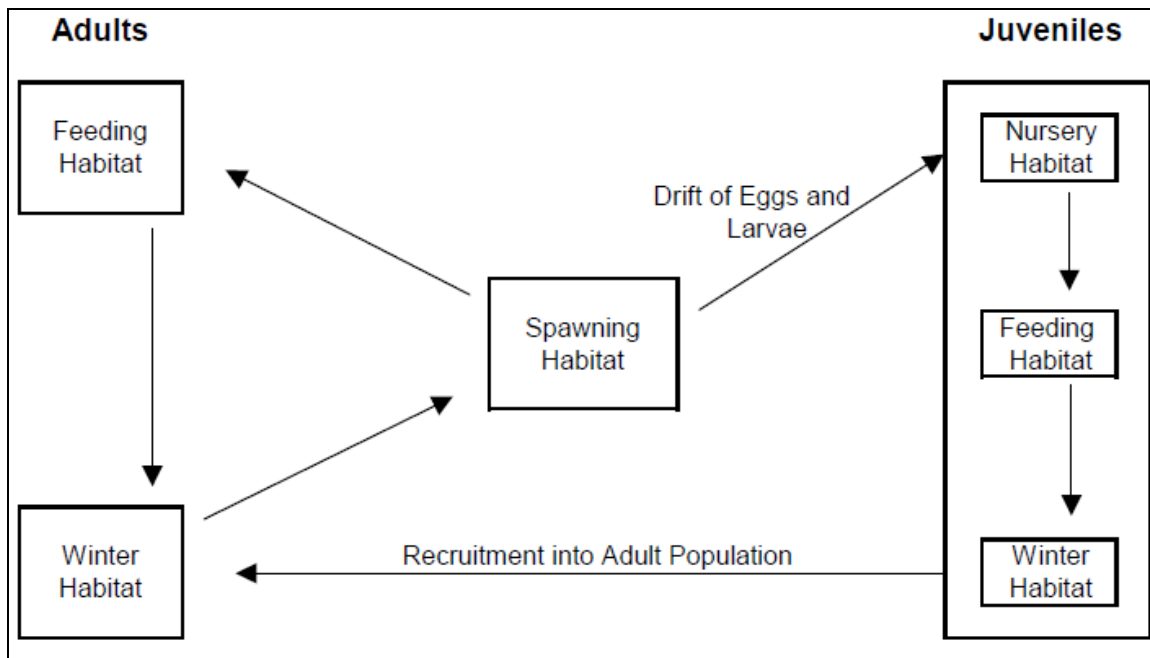 Adults
Juveniles
Feeding
Habitat
Nursery
Habitat
Drift of Eggs and
Larvae
Spawning
Habitat
Feeding
Habitat
Winter
Habitat
Recruitment into Adult Population
Winter
Habitat